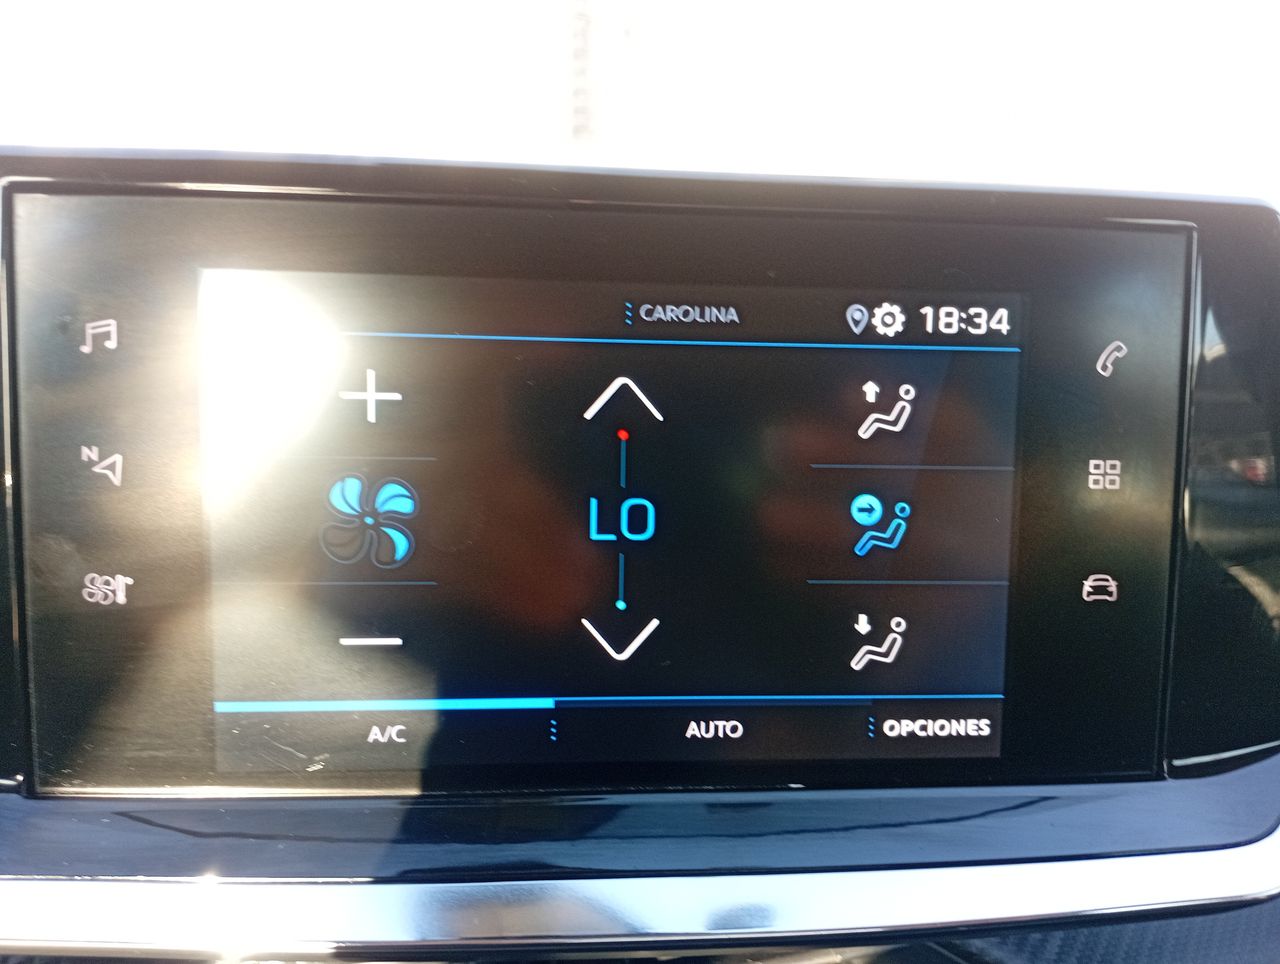 CAROLINA 18:34
N
LO
A/C AUTO OPCIONES